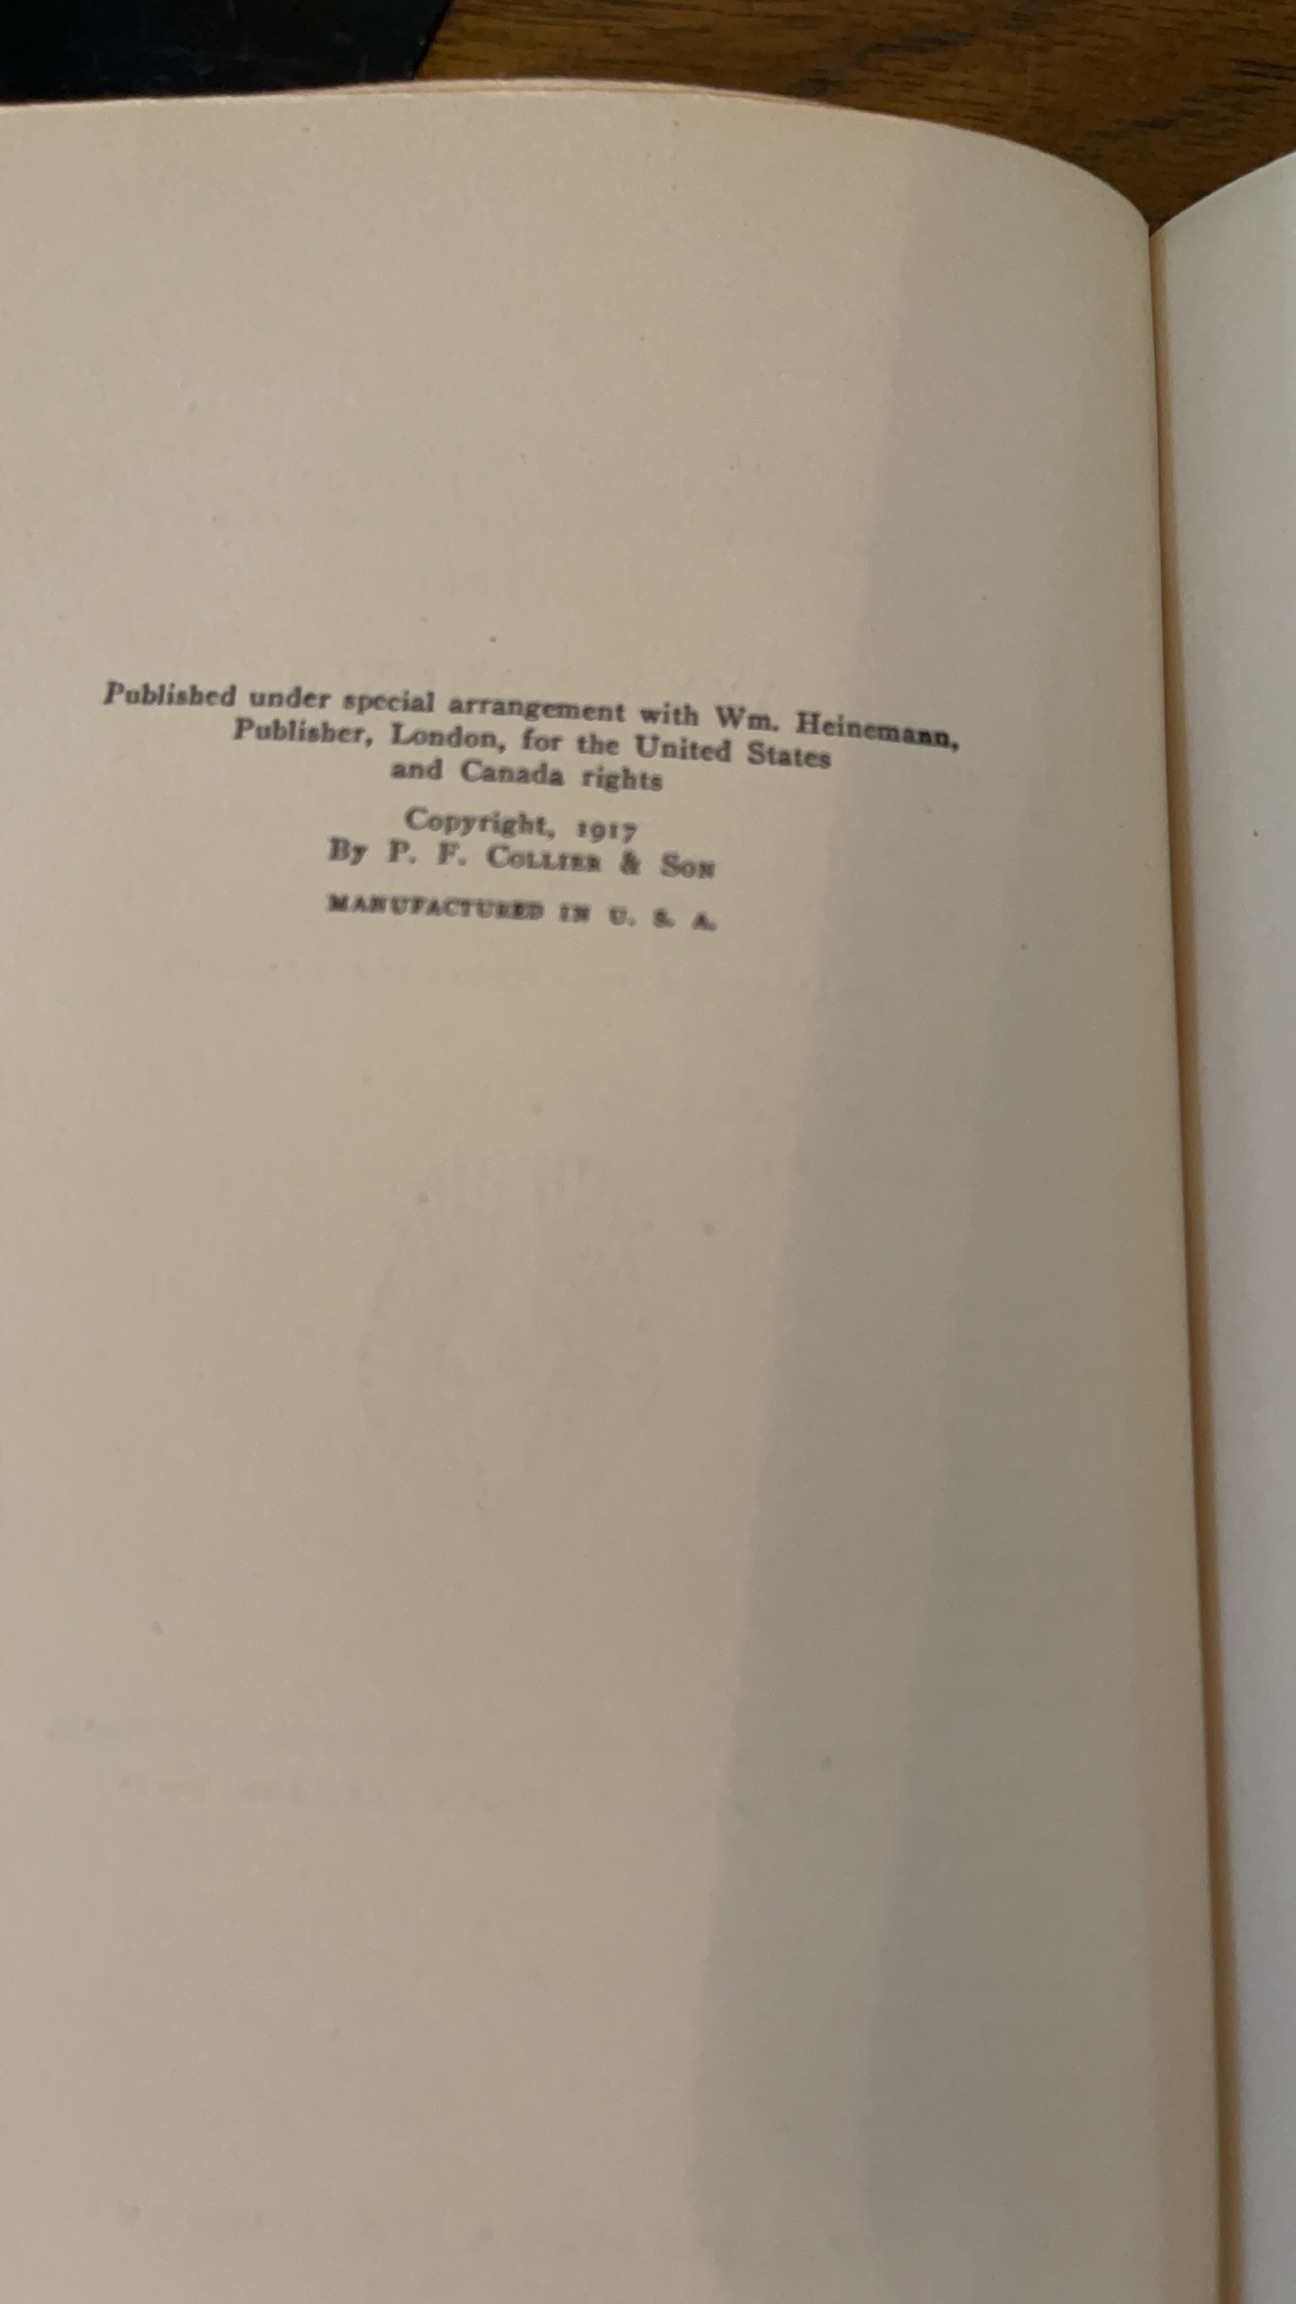 Published under special arrangement with Wm. Heinemann,
Publisher, London, for the United States
and Canada rights
Copyright, 1917
By P. F. Collier & Son
MANUFACTURED IN U. S. A.